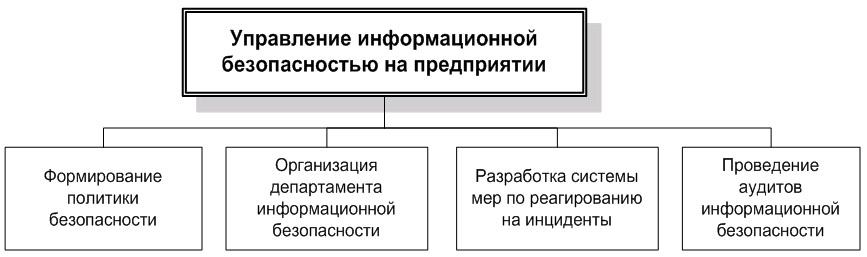 Управление информационной
безопасностью на предприятии
Формирование
политики
безопасности
Организация
департамента
информационной
безопасности
Разработка системы
мер по реагированию
на инциденты
Проведение
аудитов
информационной
безопасности